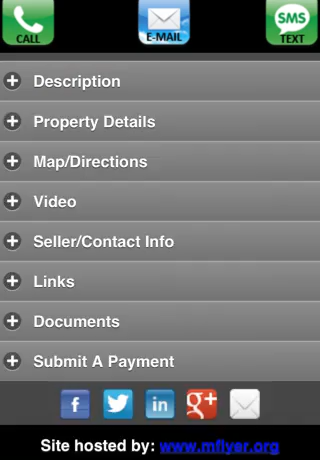 CALL
E-MAIL
SMS
TEXT
Description
Property Details
Map/Directions
Video
Seller/Contact Info
Links
Documents
Submit A Payment
f
in
g+
Site hosted by: www.mflyer.org